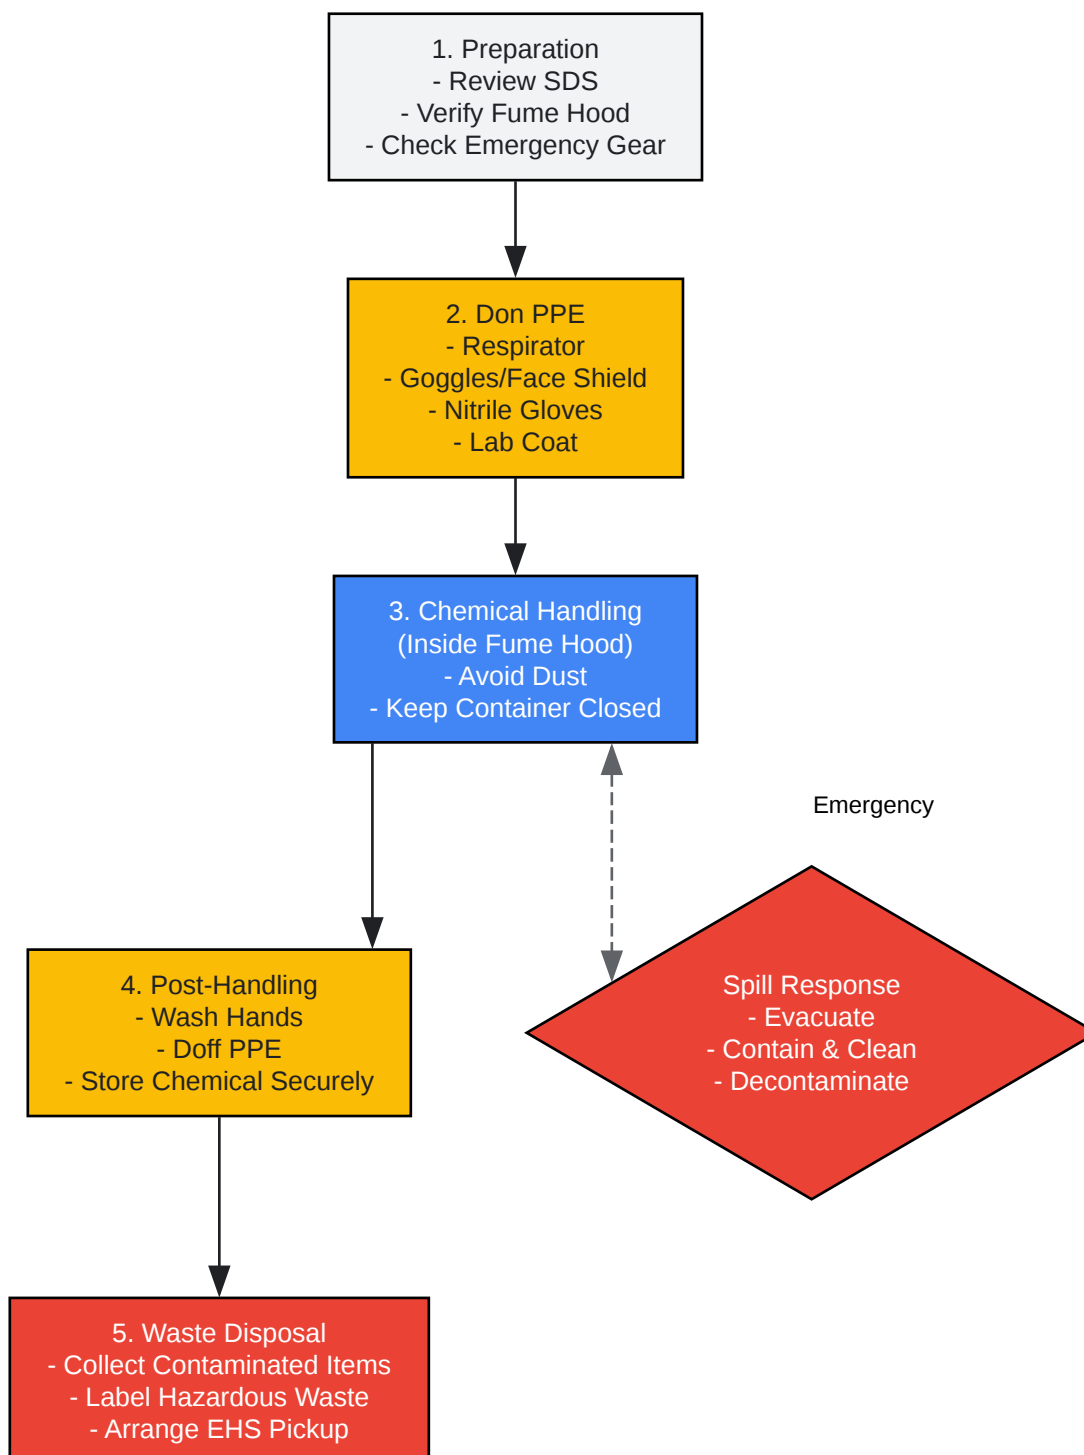 1. Preparation
- Review SDS
- Verify Fume Hood
- Check Emergency Gear
2. Don PPE
- Respirator
- Goggles/Face Shield
- Nitrile Gloves
- Lab Coat
3. Chemical Handling
(Inside Fume Hood)
- Avoid Dust
- Keep Container Closed
Emergency
4. Post-Handling
- Wash Hands
- Doff PPE
- Store Chemical Securely
Spill Response
- Evacuate
- Contain & Clean
- Decontaminate
5. Waste Disposal
- Collect Contaminated Items
- Label Hazardous Waste
- Arrange EHS Pickup